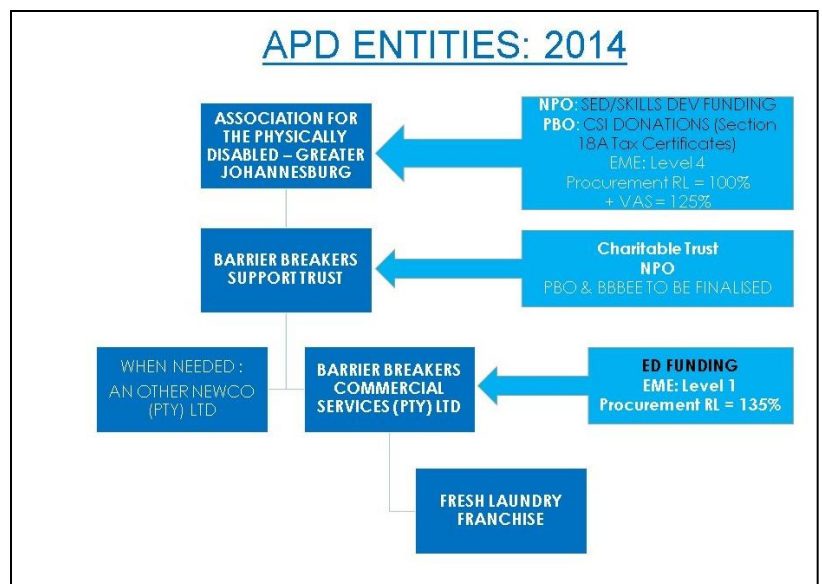 APD ENTITIES: 2014
ASSOCIATION FOR
THE PHYSICALLY
DISABLED – GREATER
JOHANNESBURG
NPO: SED/SKILLS DEV FUNDING
PBO: CSI DONATIONS (Section
18A Tax Certificates)
EME: Level 4
Procurement RL = 100%
+ VAS = 125%
BARRIER BREAKERS
SUPPORT TRUST
Charitable Trust
NPO
PBO & BBBEE TO BE FINALISED
WHEN NEEDED :
AN OTHER NEWCO
(PTY) LTD
BARRIER BREAKERS
COMMERCIAL
SERVICES (PTY) LTD
ED FUNDING
EME: Level 1
Procurement RL = 135%
FRESH LAUNDRY
FRANCHISE